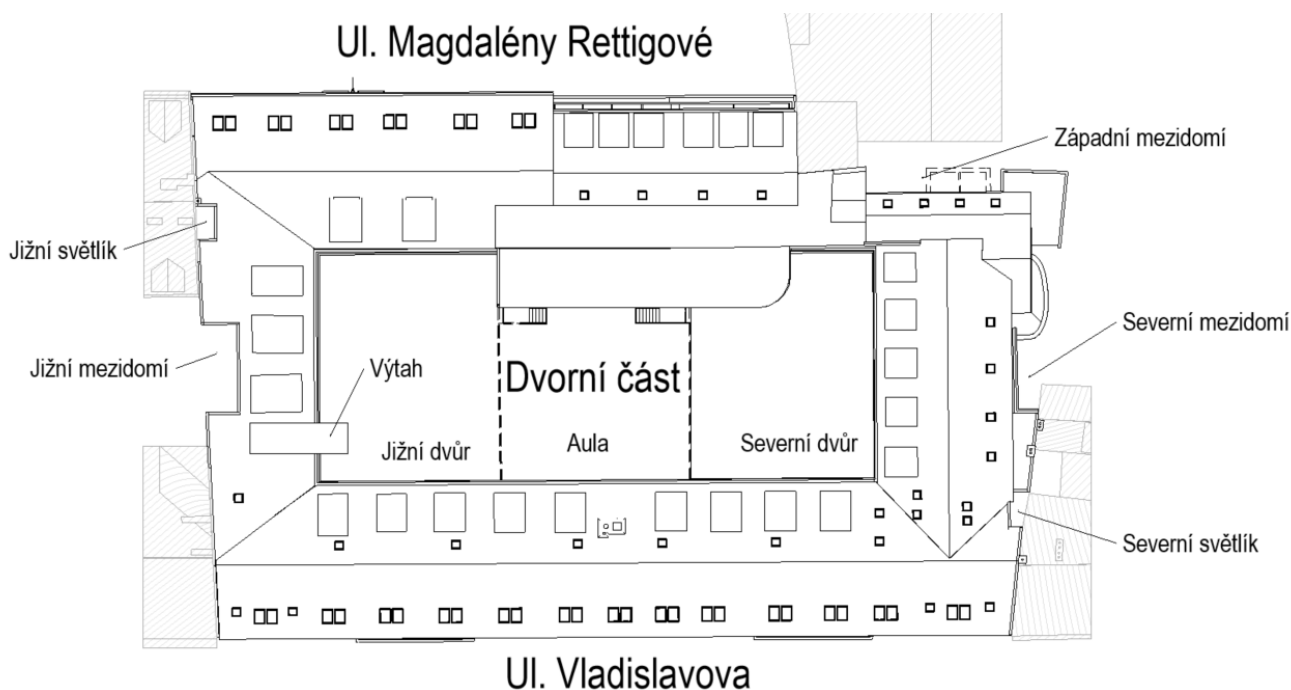 Ul. Magdalény Rettigové
Západní mezidomí
Jižní světlík
Severní mezidomí
Jižní mezidomí
Výtah
Dvorní část
Jižní dvůr
Aula
Severní dvůr
Severní světlík
Ul. Vladislavova